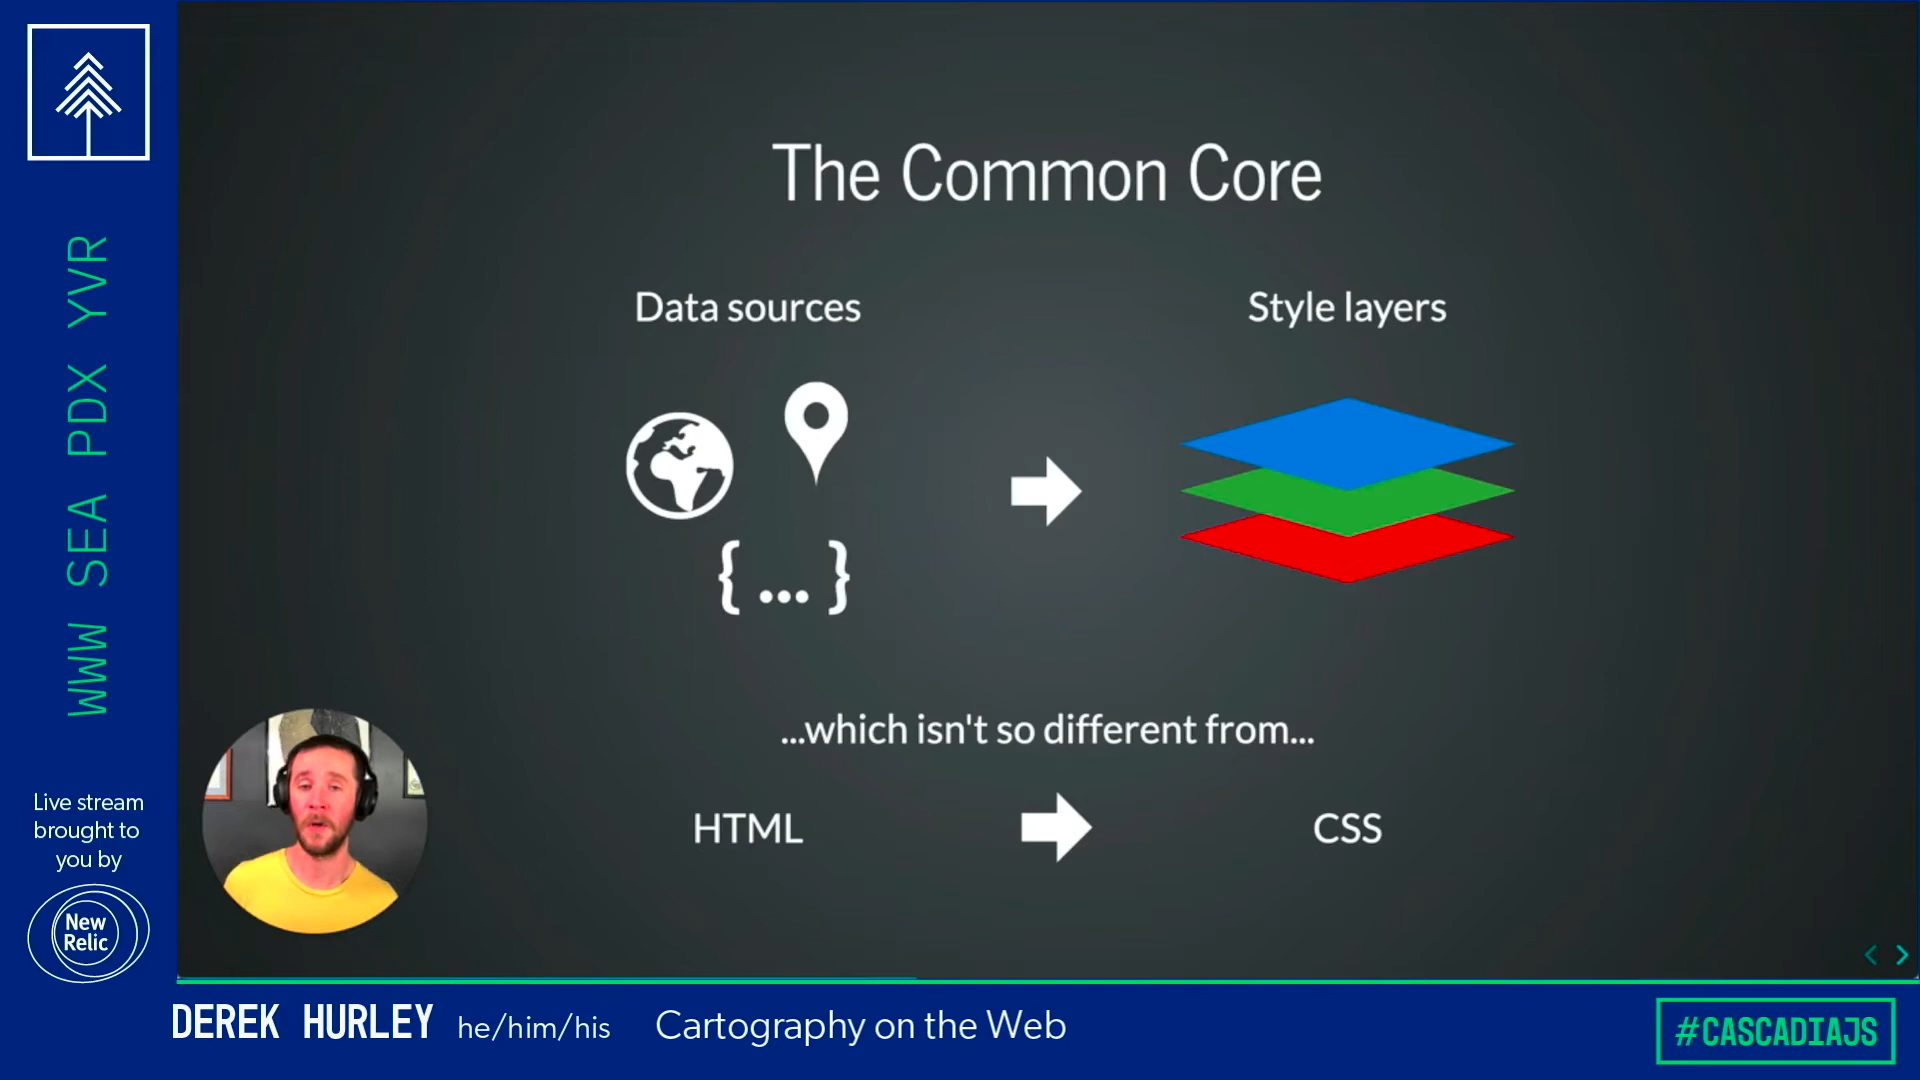 The Common Core
Data sources
Style layers
{ ... }
...which isn't so different from...
HTML
CSS
WWW SEA PDX YVR
Live stream
brought to
you by
New
Relic
DEREK HURLEY he/him/his Cartography on the Web
#CASCADIAJS